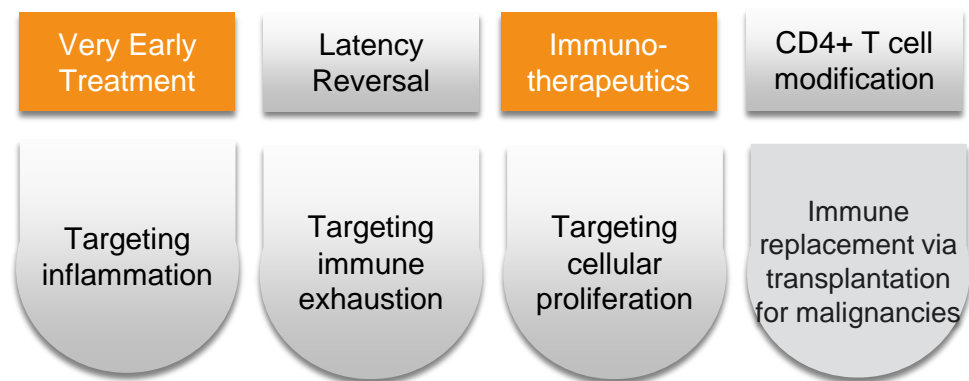 Very Early
Treatment
Latency
Reversal
Immuno-
therapeutics
CD4+ T cell
modification
Targeting
inflammation
Targeting
immune
exhaustion
Targeting
cellular
proliferation
Immune
replacement via
transplantation
for malignancies